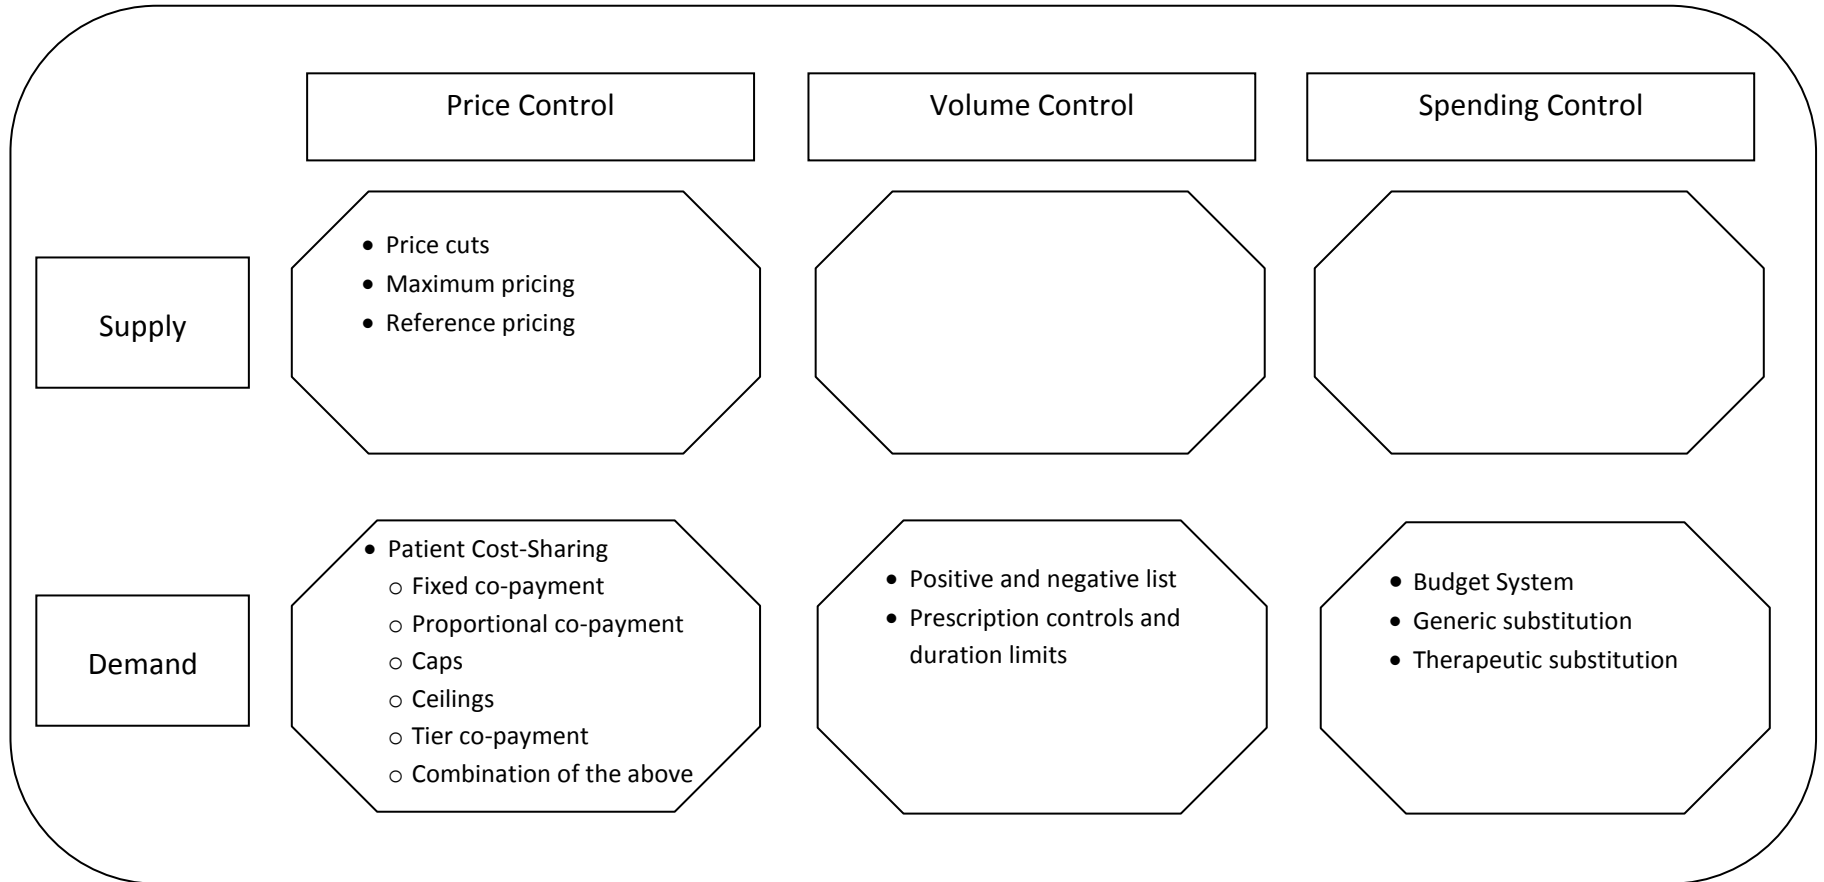 Price Control
Volume Control
Spending Control
Supply
• Price cuts
• Maximum pricing
• Reference pricing
Demand
• Patient Cost-Sharing
○ Fixed co-payment
○ Proportional co-payment
○ Caps
○ Ceilings
○ Tier co-payment
○ Combination of the above
• Positive and negative list
• Prescription controls and
duration limits
• Budget System
• Generic substitution
• Therapeutic substitution